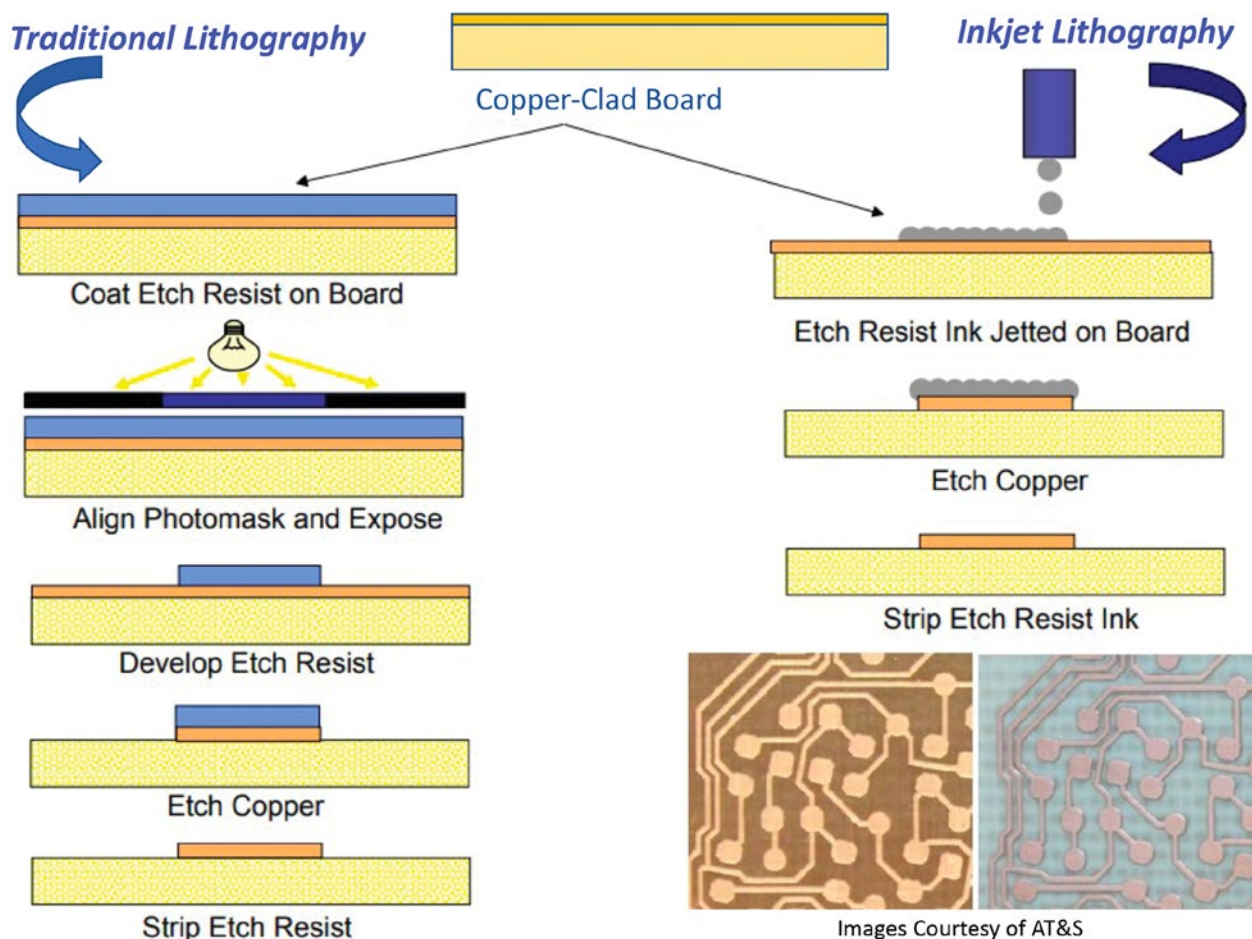 Traditional Lithography
Copper-Clad Board
Inkjet Lithography
Coat Etch Resist on Board
Align Photomask and Expose
Develop Etch Resist
Etch Copper
Strip Etch Resist
Etch Resist Ink Jetted on Board
Etch Copper
Strip Etch Resist Ink
Images Courtesy of AT&S